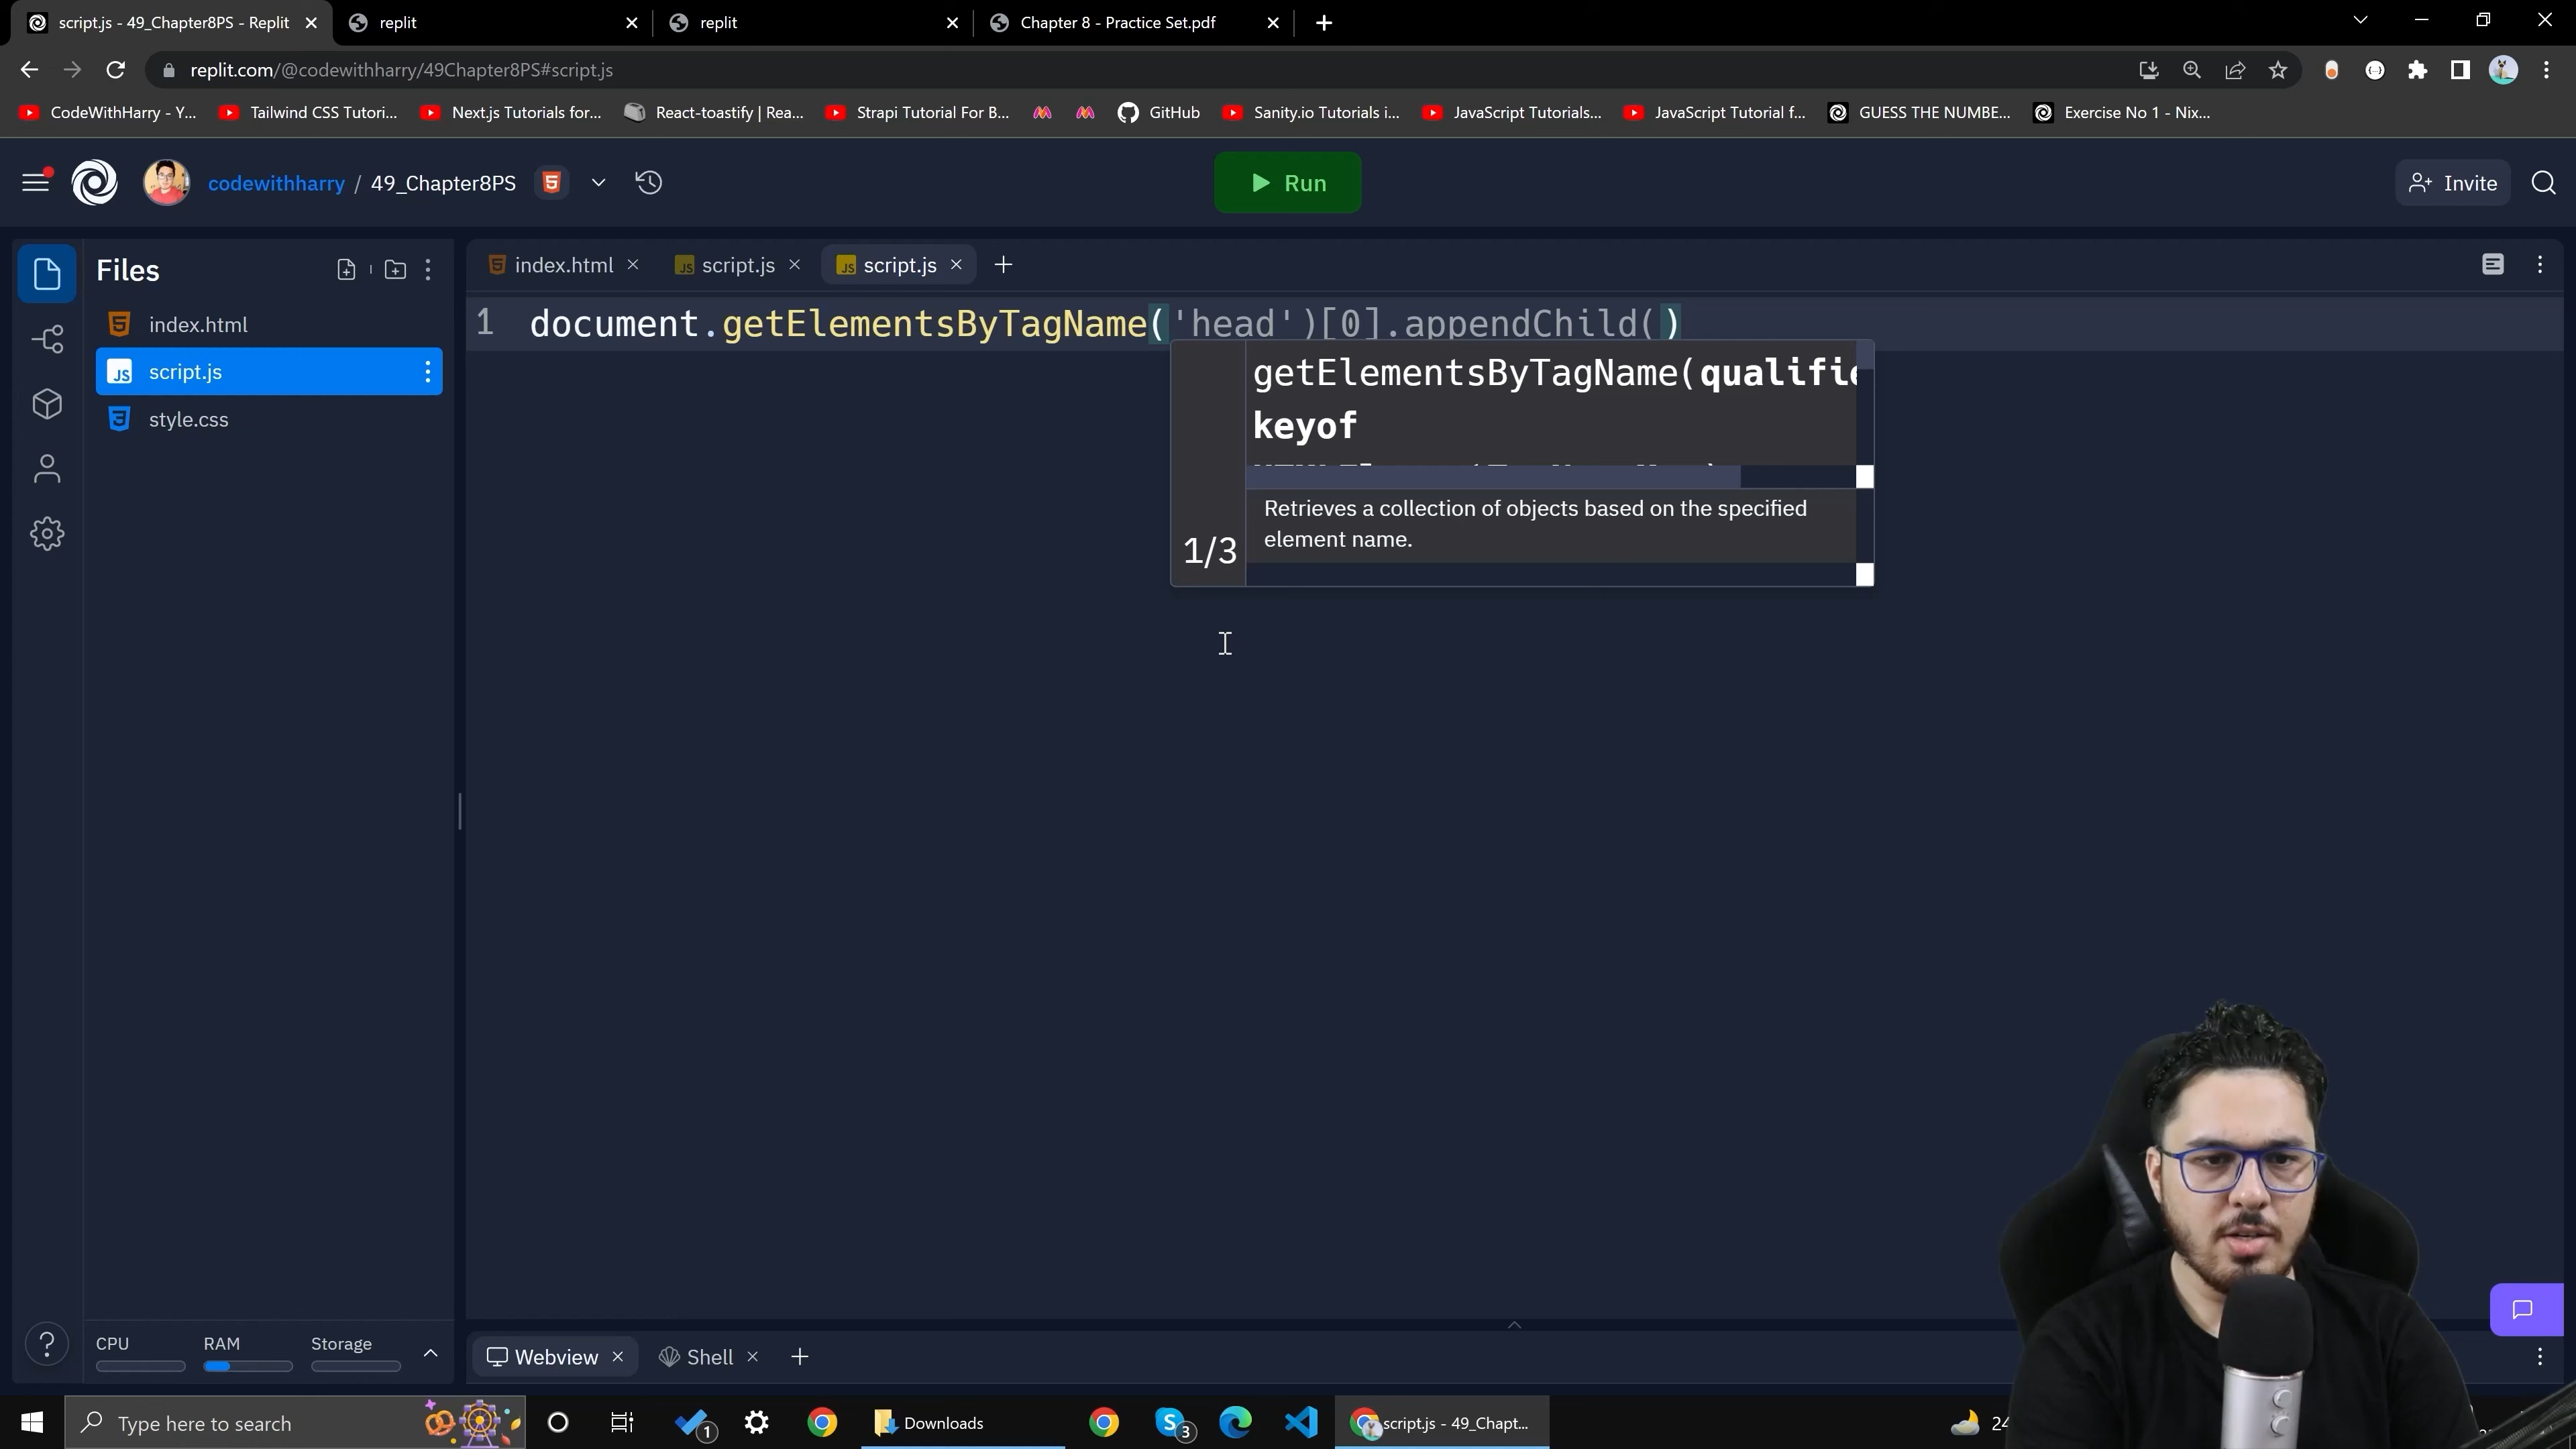 script.js - 49_Chapter8PS - Replit
replit
replit
Chapter 8 - Practice Set.pdf
replit.com/@codewithharry/49Chapter8PS#script.js
CodeWithHarry - Y...
Tailwind CSS Tutori...
Next.js Tutorials for...
React-toastify | Rea...
Strapi Tutorial For B...
GitHub
Sanity.io Tutorials i...
JavaScript Tutorials...
JavaScript Tutorial f...
GUESS THE NUMBE...
Exercise No 1 - Nix...
codewithharry / 49_Chapter8PS
Run
Invite
Files
index.html
script.js
style.css
index.html
script.js
script.js
1 document.getElementsByTagName('head')[0].appendChild()
getElementsByTagName(qualifie
keyof
1/3
Retrieves a collection of objects based on the specified
element name.
CPU
RAM
Storage
Webview
Shell
Type here to search
1
Downloads
3
script.js - 49_Chapt...
24